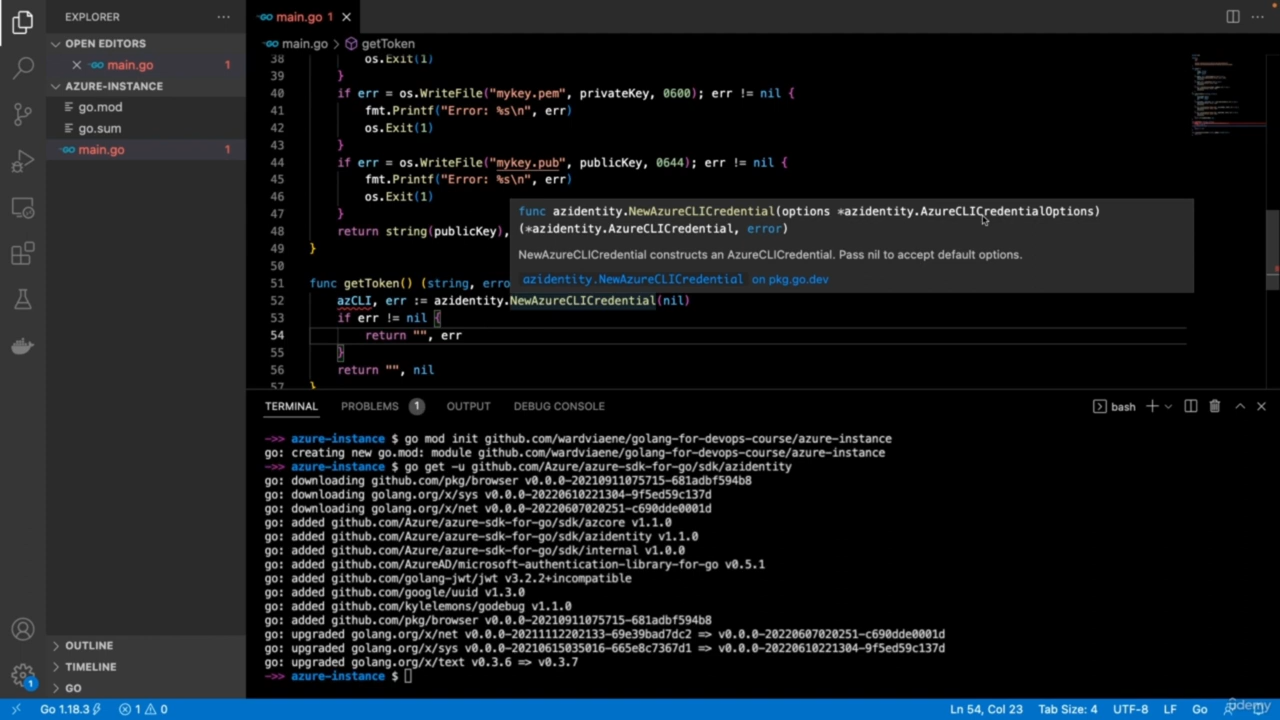 EXPLORER
OPEN EDITORS
main.go 1
AZURE-INSTANCE
go.mod
go.sum
main.go 1
OUTLINE
TIMELINE
GO
main.go 1
main.go > getToken
38 os.Exit(1)
39 }
40 if err = os.WriteFile("mykey.pem", privateKey, 0600); err != nil {
41 fmt.Printf("Error: %s\n", err)
42 os.Exit(1)
43 }
44 if err = os.WriteFile("mykey.pub", publicKey, 0644); err != nil {
45 fmt.Printf("Error: %s\n", err)
46 os.Exit(1)
47 }
48 return string(publicKey),
49 }
50
51 func getToken() (string, erro
52 azCLI, err := azidentity.NewAzureCLICredential(nil)
53 if err != nil {
54 return "", err
55 }
56 return "", nil
57 }
func azidentity.NewAzureCLICredential(options *azidentity.AzureCLICredentialOptions)
(*azidentity.AzureCLICredential, error)
NewAzureCLICredential constructs an AzureCLICredential. Pass nil to accept default options.
azidentity.NewAzureCLICredential on pkg.go.dev
TERMINAL PROBLEMS 1 OUTPUT DEBUG CONSOLE bash
->> azure-instance $ go mod init github.com/wardviaene/golang-for-devops-course/azure-instance
go: creating new go.mod: module github.com/wardviaene/golang-for-devops-course/azure-instance
->> azure-instance $ go get -u github.com/Azure/azure-sdk-for-go/sdk/azidentity
go: downloading github.com/pkg/browser v0.0.0-20210911075715-681adbf594b8
go: downloading golang.org/x/sys v0.0.0-20220610221304-9f5ed59c137d
go: downloading golang.org/x/net v0.0.0-20220607020251-c690dde0001d
go: added github.com/Azure/azure-sdk-for-go/sdk/azcore v1.1.0
go: added github.com/Azure/azure-sdk-for-go/sdk/azidentity v1.1.0
go: added github.com/Azure/azure-sdk-for-go/sdk/internal v1.0.0
go: added github.com/AzureAD/microsoft-authentication-library-for-go v0.5.1
go: added github.com/golang-jwt/jwt v3.2.2+incompatible
go: added github.com/google/uuid v1.3.0
go: added github.com/kylelemons/godebug v1.1.0
go: added github.com/pkg/browser v0.0.0-20210911075715-681adbf594b8
go: upgraded golang.org/x/net v0.0.0-20211112202133-69e39bad7dc2 => v0.0.0-20220607020251-c690dde0001d
go: upgraded golang.org/x/sys v0.0.0-20210615035016-665e8c7367d1 => v0.0.0-20220610221304-9f5ed59c137d
go: upgraded golang.org/x/text v0.3.6 => v0.3.7
->> azure-instance $
1
Go 1.18.3 1 0 Ln 54, Col 23 Tab Size: 4 UTF-8 LF Go
udemy